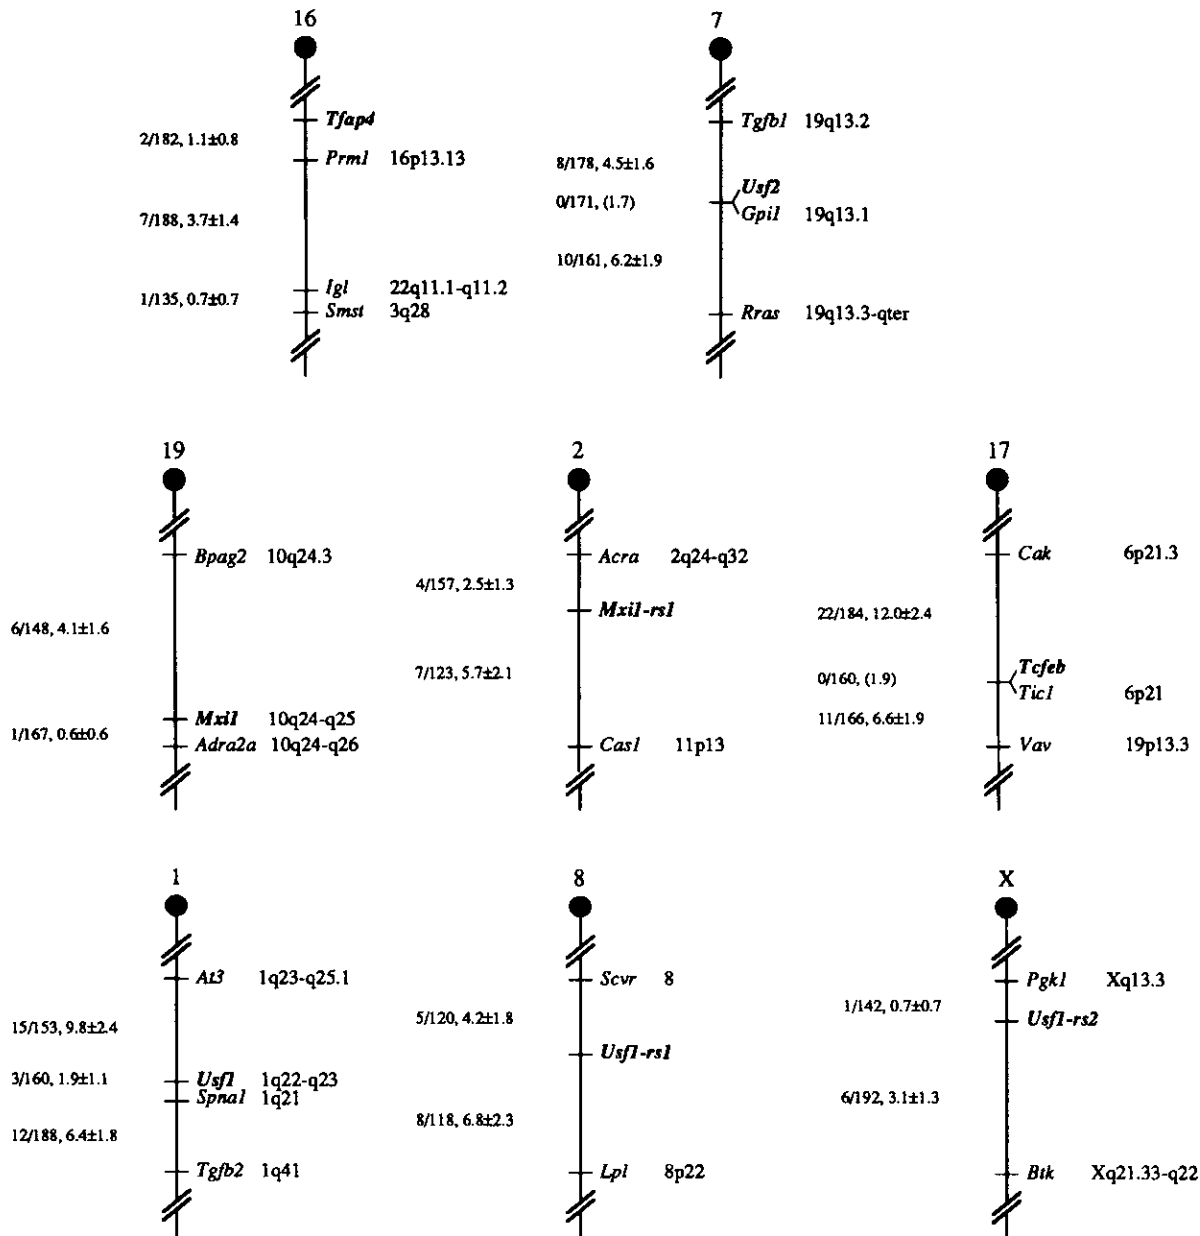 16
Tfap4
2/182, 1.1±0.8
Prm1 16p13.13
7/188, 3.7±1.4
Igl 22q11.1-q11.2
1/135, 0.7±0.7
Smst 3q28
7
Tgfb1 19q13.2
8/178, 4.5±1.6
Usf2
0/171, (1.7)
Gpi1 19q13.1
10/161, 6.2±1.9
Rras 19q13.3-qter
19
Bpag2 10q24.3
6/148, 4.1±1.6
Mxi1 10q24-q25
1/167, 0.6±0.6
Adra2a 10q24-q26
2
Acra 2q24-q32
4/157, 2.5±1.3
Mxi1-rs1
7/123, 5.7±2.1
Cas1 11p13
17
Cak 6p21.3
22/184, 12.0±2.4
Tcfeb
0/160, (1.9)
Tic1 6p21
11/166, 6.6±1.9
Vav 19p13.3
1
At3 1q23-q25.1
15/153, 9.8±2.4
Usf1 1q22-q23
3/160, 1.9±1.1
Spna1 1q21
12/188, 6.4±1.8
Tgfb2 1q41
8
Scvr 8
5/120, 4.2±1.8
Usf1-rs1
8/118, 6.8±2.3
Lpl 8p22
X
Pgk1 Xq13.3
1/142, 0.7±0.7
Usf1-rs2
6/192, 3.1±1.3
Btk Xq21.33-q22